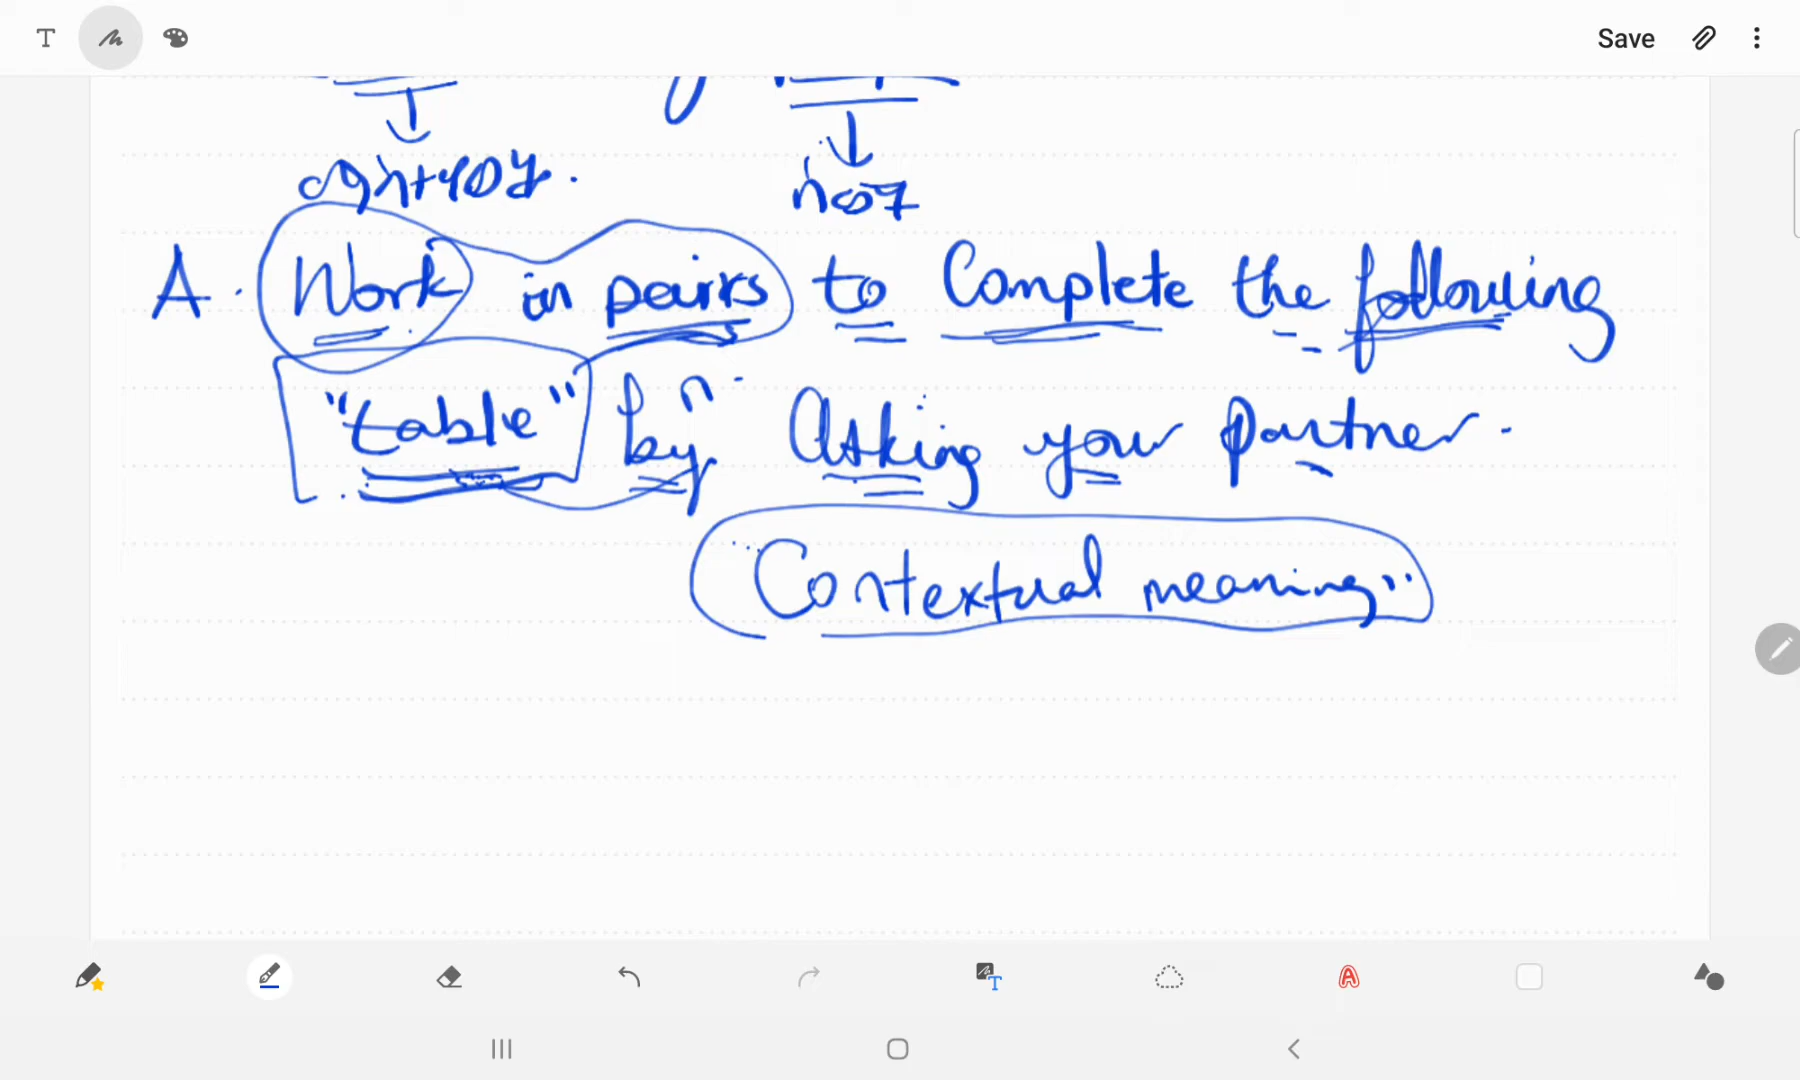 Save
A. Work in pairs to Complete the following
"table" by Asking your partner.
"Contextual meaning"